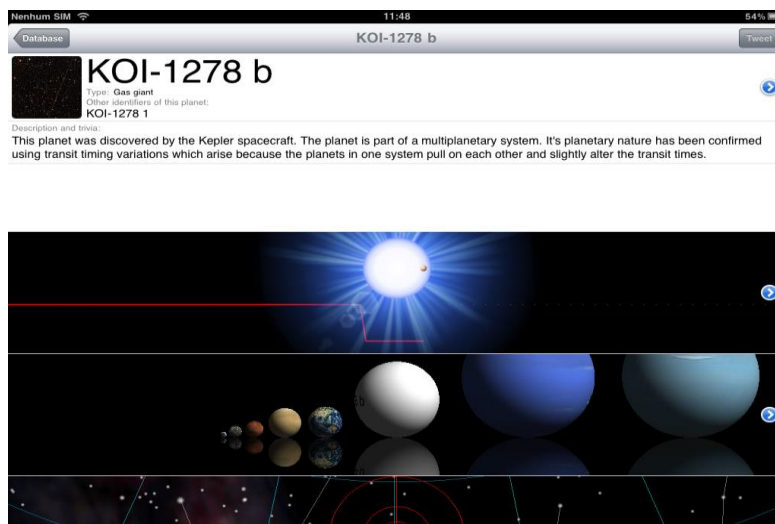 Nenhum SIM 11:48 54%
Database KOI-1278 b Tweet
KOI-1278 b
Type: Gas giant
Other identifiers of this planet:
KOI-1278 1
Description and trivia:
This planet was discovered by the Kepler spacecraft. The planet is part of a multiplanetary system. It's planetary nature has been confirmed
using transit timing variations which arise because the planets in one system pull on each other and slightly alter the transit times.